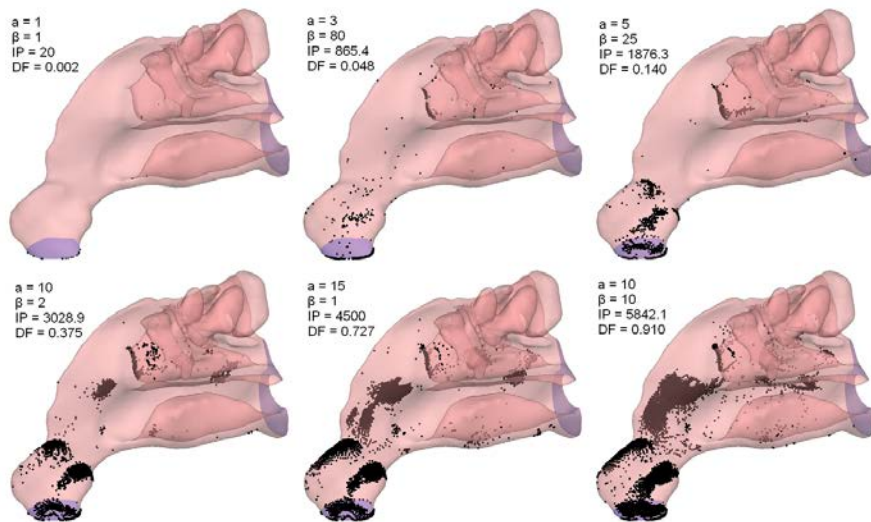 a = 1
β = 1
IP = 20
DF = 0.002
a = 3
β = 80
IP = 865.4
DF = 0.048
a = 5
β = 25
IP = 1876.3
DF = 0.140
a = 10
β = 2
IP = 3028.9
DF = 0.375
a = 15
β = 1
IP = 4500
DF = 0.727
a = 10
β = 10
IP = 5842.1
DF = 0.910